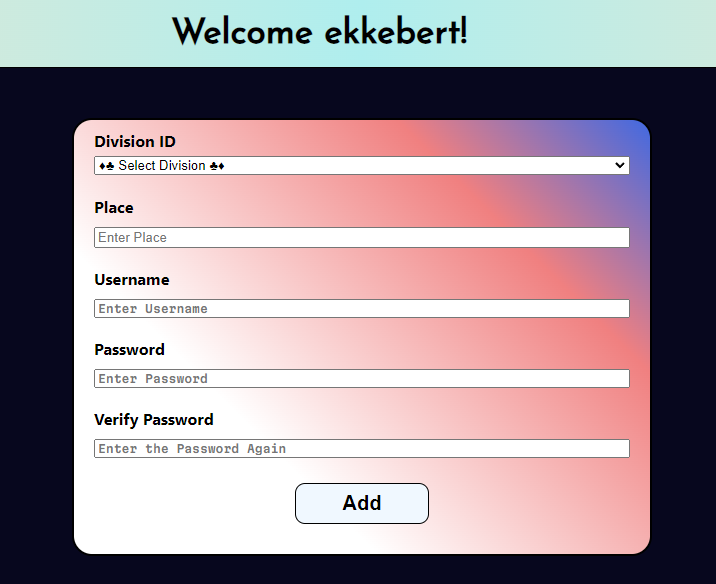 Welcome ekkebert!
Division ID
♦♣ Select Division ♣♦
Place
Enter Place
Username
Enter Username
Password
Enter Password
Verify Password
Enter the Password Again
Add